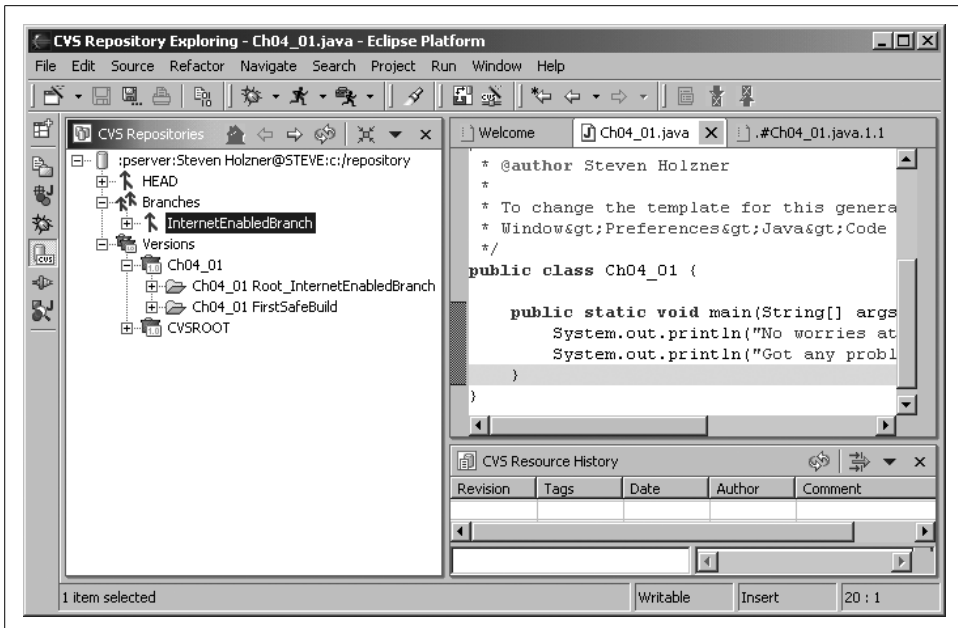 CVS Repository Exploring - Ch04_01.java - Eclipse Platform
File Edit Source Refactor Navigate Search Project Run Window Help
CVS Repositories
:pserver:Steven Holzner@STEVE:c:/repository
HEAD
Branches
InternetEnabledBranch
Versions
Ch04_01
Ch04_01 Root_InternetEnabledBranch
Ch04_01 FirstSafeBuild
CVSROOT
Welcome Ch04_01.java .#Ch04_01.java.1.1
* @author Steven Holzner
*
* To change the template for this genera
* Window&gt;Preferences&gt;Java&gt;Code
*/
public class Ch04_01 {
public static void main(String[] args
System.out.println("No worries at
System.out.println("Got any probl
}
}
CVS Resource History
Revision Tags Date Author Comment
1 item selected Writable Insert 20 : 1